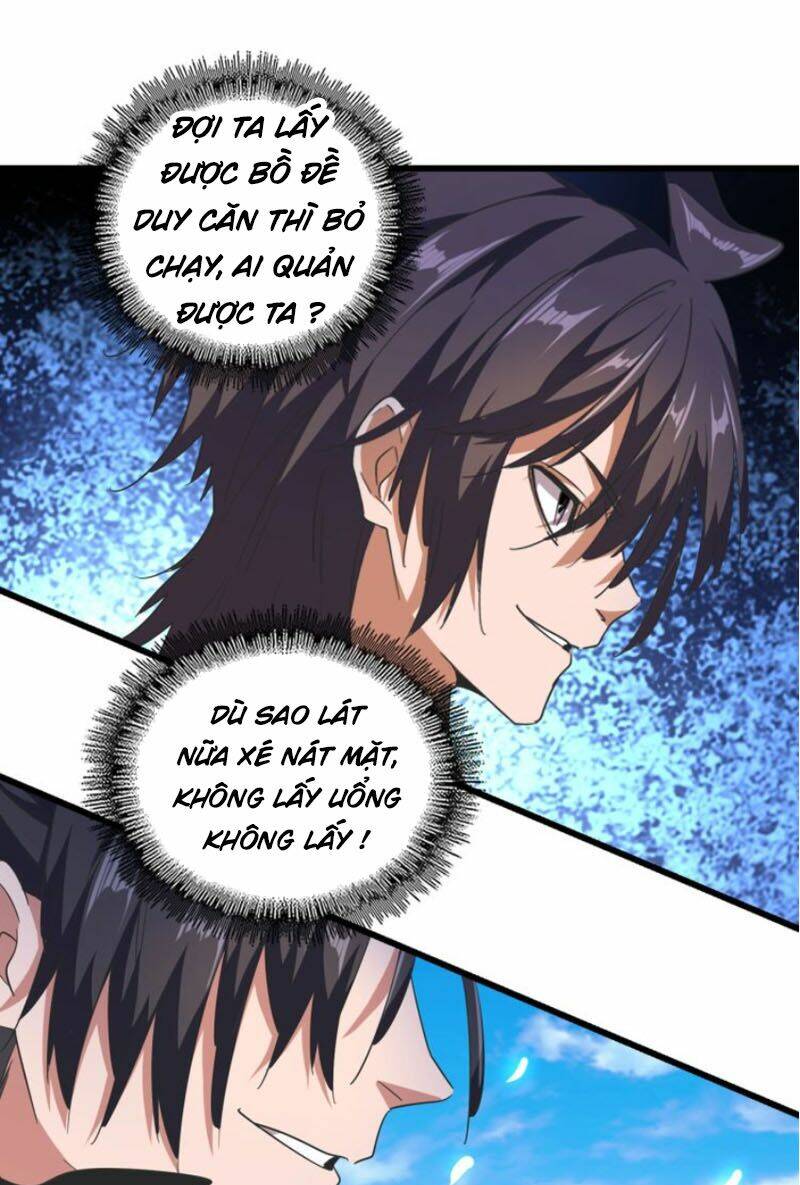 ĐỢI TA LẤY
ĐƯỢC BỒ ĐỀ
DUY CĂN THÌ BỎ
CHẠY, AI QUẢN
ĐƯỢC TA ?
DÙ SAO LÁT
NỮA XÉ NÁT MẶT,
KHÔNG LẤY UỔNG
KHÔNG LẤY !